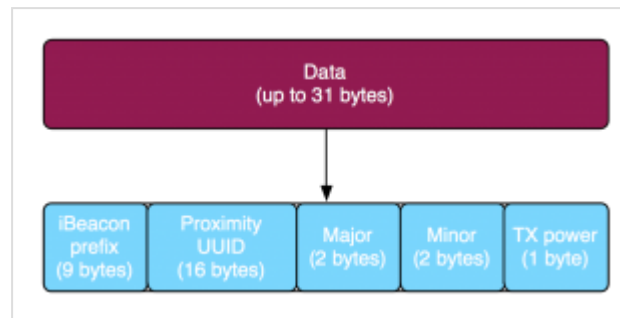 Data
(up to 31 bytes)
iBeacon
prefix
(9 bytes)
Proximity
UUID
(16 bytes)
Major
(2 bytes)
Minor
(2 bytes)
TX power
(1 byte)